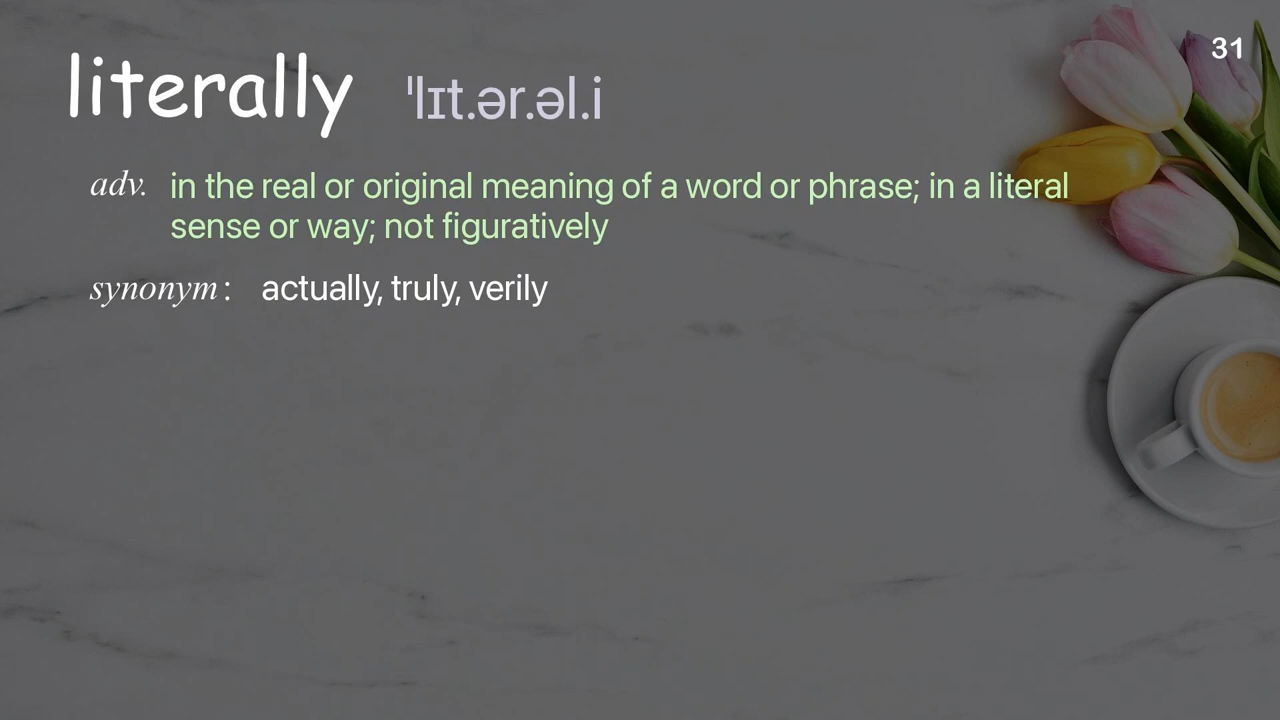 31
literally ˈlɪt.ər.əl.i
adv. in the real or original meaning of a word or phrase; in a literal
sense or way; not figuratively
synonym : actually, truly, verily